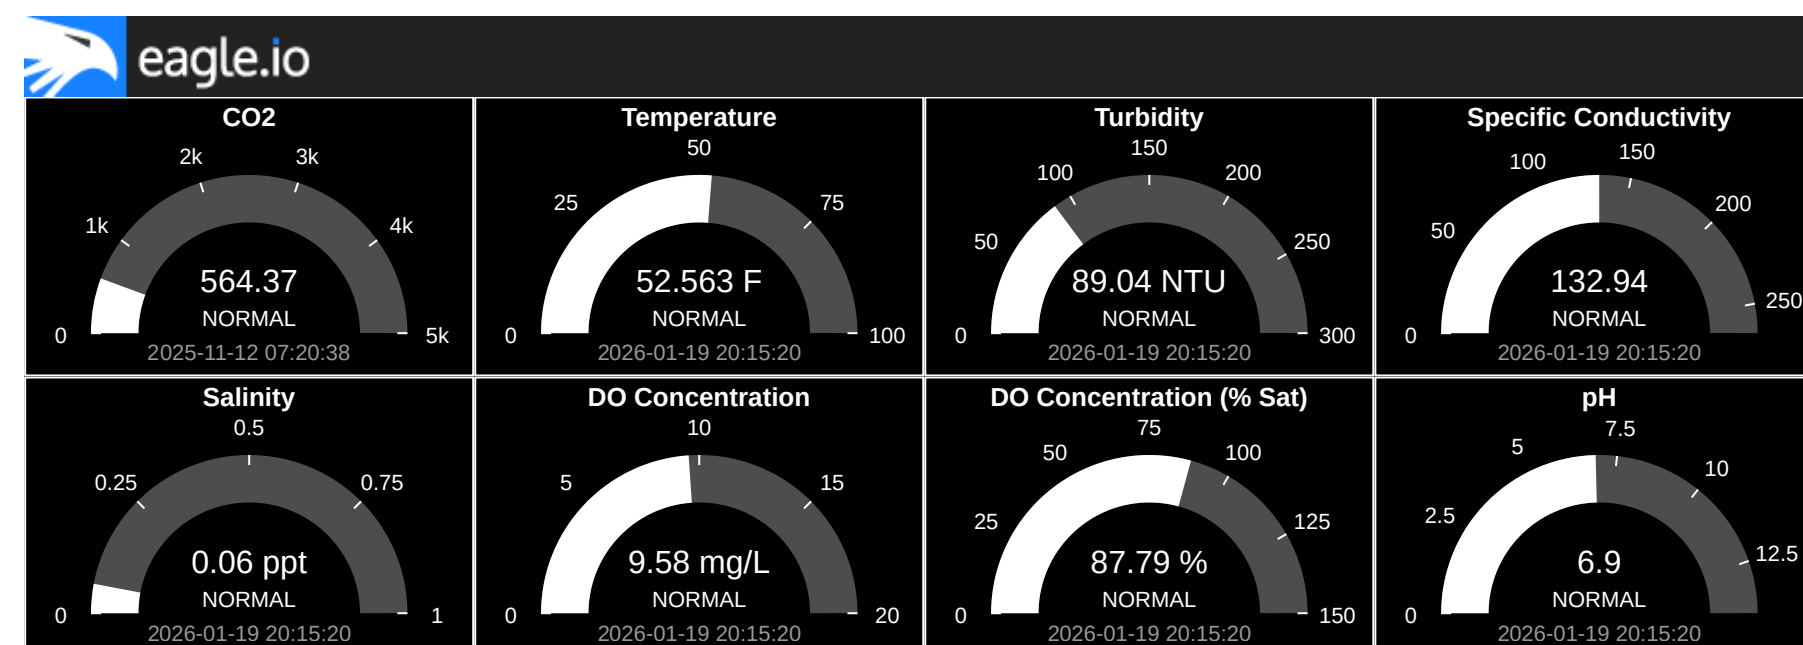 eagle.io
CO2
2k
3k
1k
4k
564.37
NORMAL
0
5k
2025-11-12 07:20:38
Temperature
50
25
75
52.563 F
NORMAL
0
100
2026-01-19 20:15:20
Turbidity
150
100
200
50
250
89.04 NTU
NORMAL
0
300
2026-01-19 20:15:20
Specific Conductivity
150
100
200
50
250
132.94
NORMAL
0
2026-01-19 20:15:20
Salinity
0.5
0.25
0.75
0.06 ppt
NORMAL
0
1
2026-01-19 20:15:20
DO Concentration
10
5
15
9.58 mg/L
NORMAL
0
20
2026-01-19 20:15:20
DO Concentration (% Sat)
75
50
100
25
125
87.79 %
NORMAL
0
150
2026-01-19 20:15:20
pH
7.5
5
10
2.5
12.5
6.9
NORMAL
0
2026-01-19 20:15:20